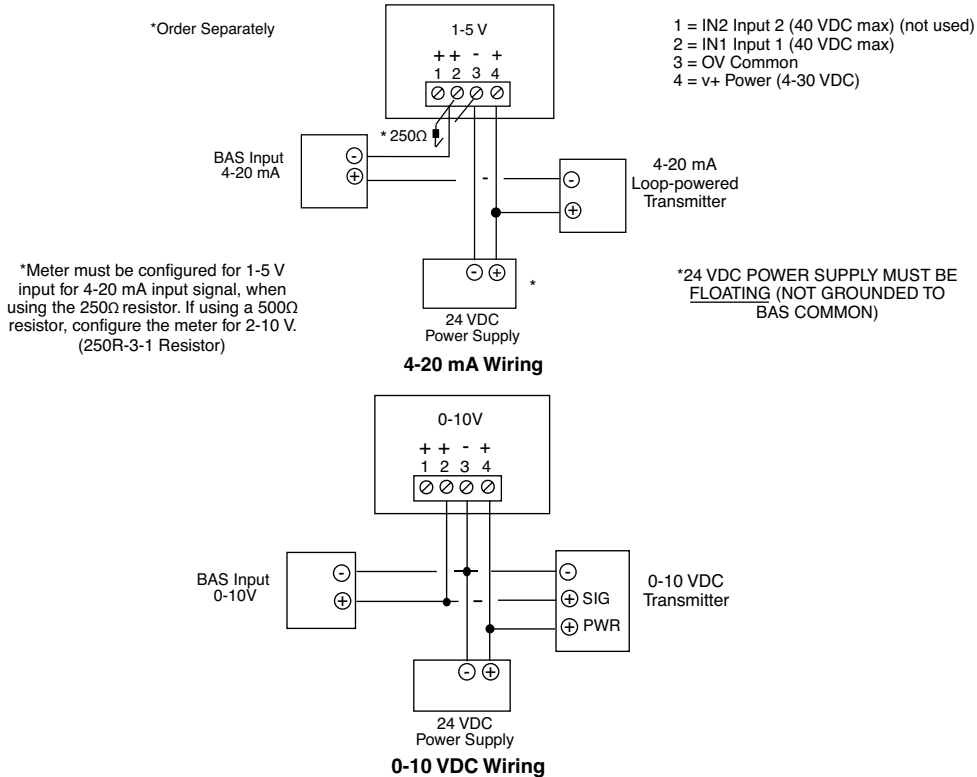 *Order Separately
1-5 V
+ + - +
1 2 3 4
* 250Ω
1 = IN2 Input 2 (40 VDC max) (not used)
2 = IN1 Input 1 (40 VDC max)
3 = OV Common
4 = v+ Power (4-30 VDC)
BAS Input
4-20 mA
-
+
-
-
+
4-20 mA
Loop-powered
Transmitter
- +
*
24 VDC
Power Supply
*Meter must be configured for 1-5 V
input for 4-20 mA input signal, when
using the 250Ω resistor. If using a 500Ω
resistor, configure the meter for 2-10 V.
(250R-3-1 Resistor)
*24 VDC POWER SUPPLY MUST BE
FLOATING (NOT GROUNDED TO
BAS COMMON)
4-20 mA Wiring
0-10V
+ + - +
1 2 3 4
BAS Input
0-10V
-
+
-
+ SIG
+ PWR
0-10 VDC
Transmitter
- +
24 VDC
Power Supply
0-10 VDC Wiring